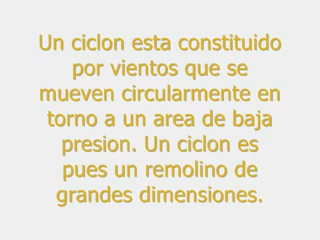 Un ciclon esta constituido
por vientos que se
mueven circularmente en
torno a un area de baja
presion. Un ciclon es
pues un remolino de
grandes dimensiones.